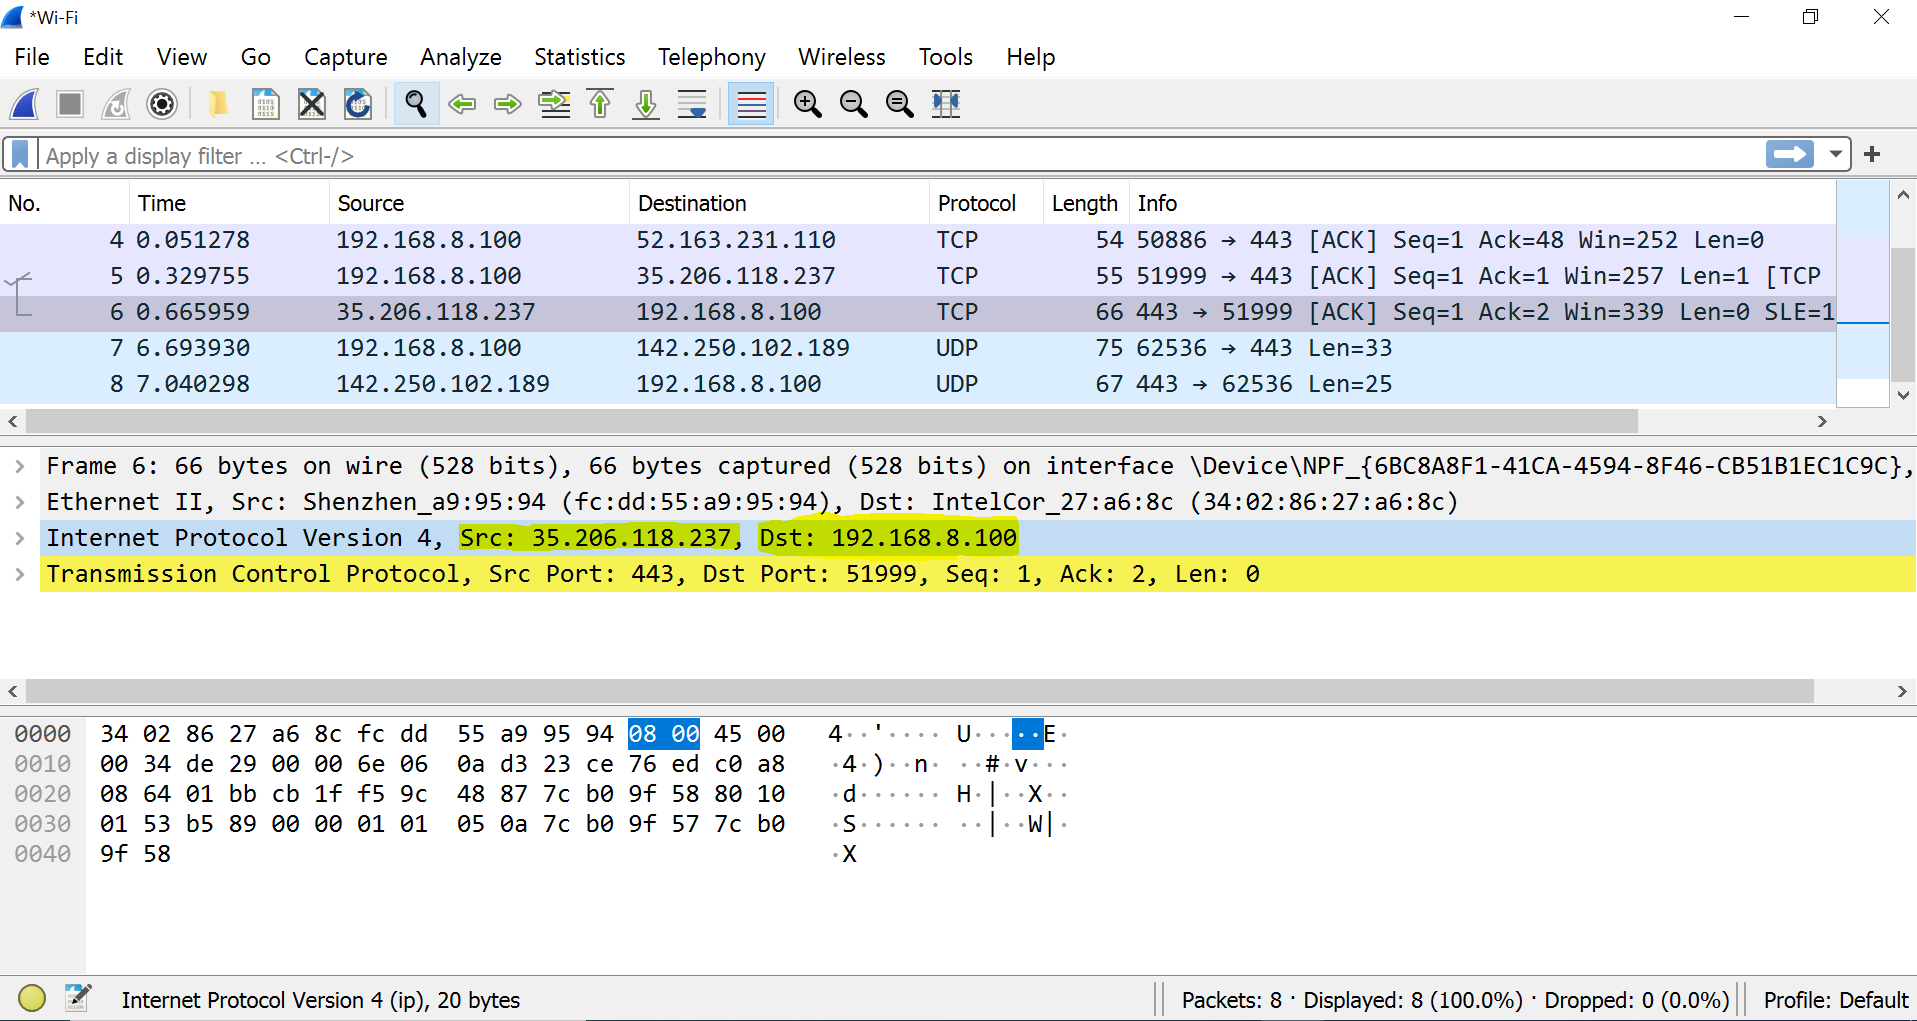 *Wi-Fi
File Edit View Go Capture Analyze Statistics Telephony Wireless Tools Help
Apply a display filter ... <Ctrl-/>
No. Time Source Destination Protocol Length Info
4 0.051278 192.168.8.100 52.163.231.110 TCP 54 50886 → 443 [ACK] Seq=1 Ack=48 Win=252 Len=0
5 0.329755 192.168.8.100 35.206.118.237 TCP 55 51999 → 443 [ACK] Seq=1 Ack=1 Win=257 Len=1 [TCP
6 0.665959 35.206.118.237 192.168.8.100 TCP 66 443 → 51999 [ACK] Seq=1 Ack=2 Win=339 Len=0 SLE=1
7 6.693930 192.168.8.100 142.250.102.189 UDP 75 62536 → 443 Len=33
8 7.040298 142.250.102.189 192.168.8.100 UDP 67 443 → 62536 Len=25
Frame 6: 66 bytes on wire (528 bits), 66 bytes captured (528 bits) on interface \Device\NPF_{6BC8A8F1-41CA-4594-8F46-CB51B1EC1C9C},
Ethernet II, Src: Shenzhen_a9:95:94 (fc:dd:55:a9:95:94), Dst: IntelCor_27:a6:8c (34:02:86:27:a6:8c)
Internet Protocol Version 4, Src: 35.206.118.237, Dst: 192.168.8.100
Transmission Control Protocol, Src Port: 443, Dst Port: 51999, Seq: 1, Ack: 2, Len: 0
0000 34 02 86 27 a6 8c fc dd 55 a9 95 94 08 00 45 00 4··'···· U·····E·
0010 00 34 de 29 00 00 6e 06 0a d3 23 ce 76 ed c0 a8 ·4·)··n· ··#·v···
0020 08 64 01 bb cb 1f f5 9c 48 87 7c b0 9f 58 80 10 ·d······ H·|··X··
0030 01 53 b5 89 00 00 01 01 05 0a 7c b0 9f 57 7c b0 ·S······ ··|··W|·
0040 9f 58 ·X
Internet Protocol Version 4 (ip), 20 bytes Packets: 8 · Displayed: 8 (100.0%) · Dropped: 0 (0.0%) Profile: Default